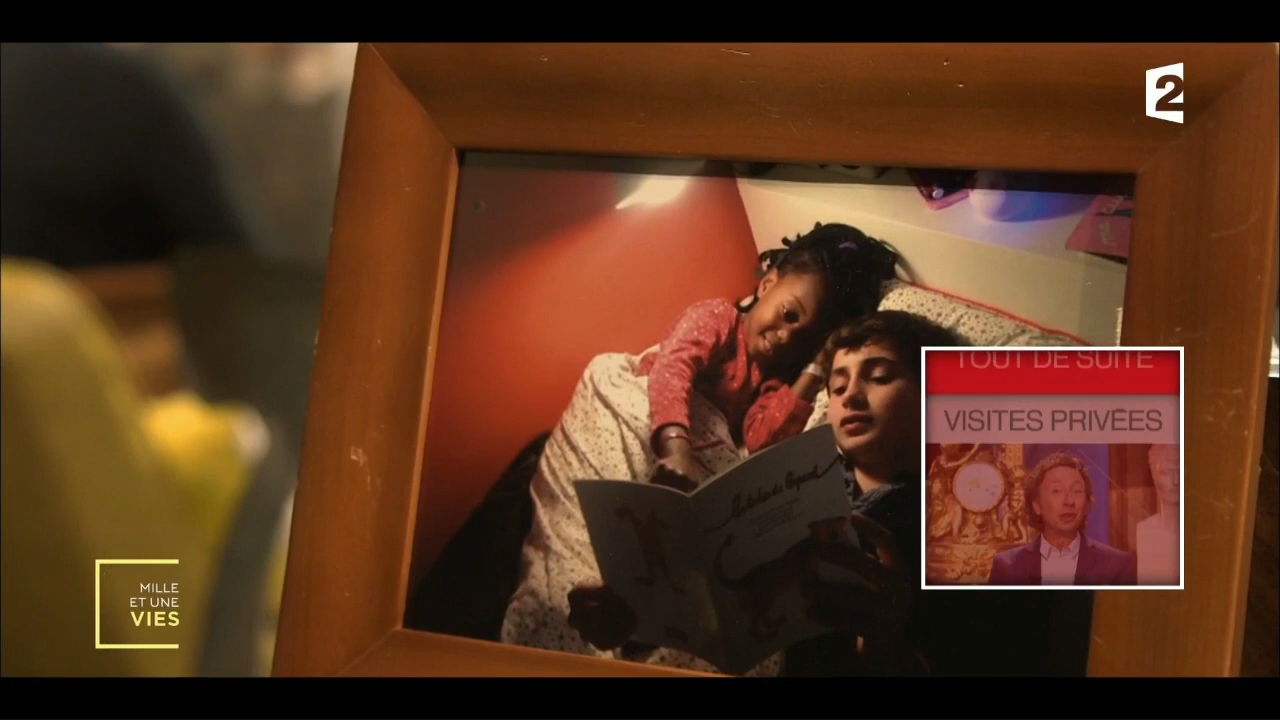 2
TOUT DE SUITE
VISITES PRIVÉES
MILLE
ET UNE
VIES